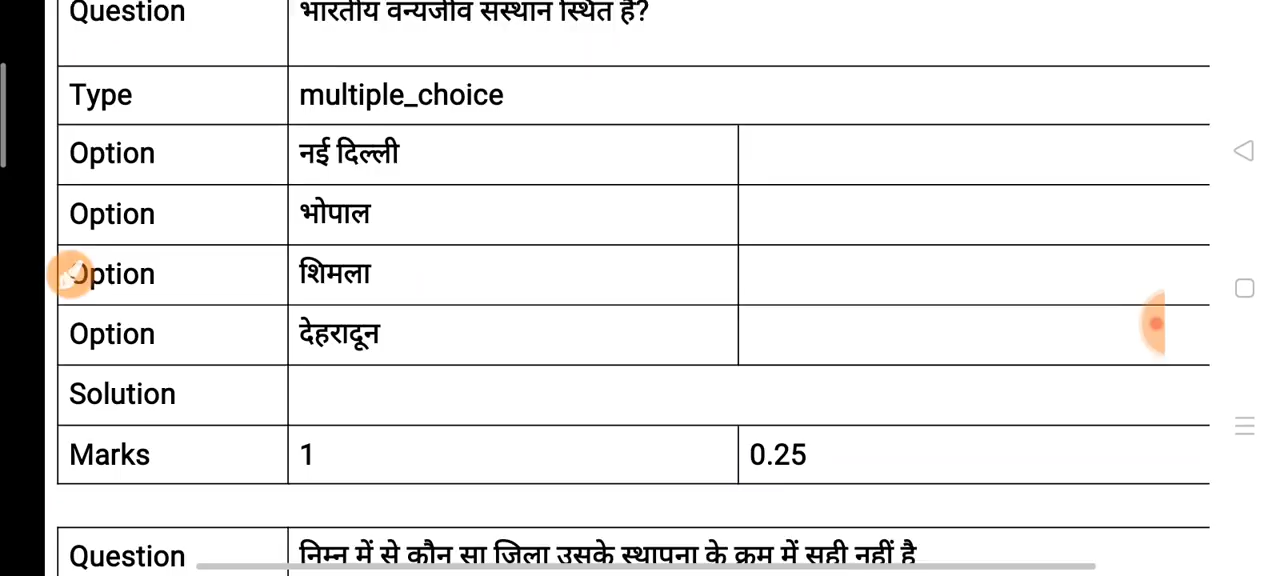 Question भारतीय वन्यजीव संस्थान स्थित है?
Type multiple_choice
Option नई दिल्ली
Option भोपाल
Option शिमला
Option देहरादून
Solution
Marks 1 0.25
Question निम्न में से कौन सा जिला उसके स्थापना के क्रम में सही नहीं है